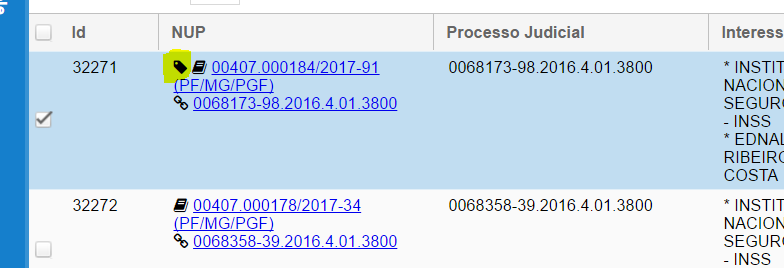 Id NUP Processo Judicial Interess
32271 00407.000184/2017-91 0068173-98.2016.4.01.3800 * INSTIT
(PF/MG/PGF) NACION
0068173-98.2016.4.01.3800 SEGUR
- INSS
* EDNAL
RIBEIR
COSTA
32272 00407.000178/2017-34 0068358-39.2016.4.01.3800 * INSTIT
(PF/MG/PGF) NACION
0068358-39.2016.4.01.3800 SEGUR
- INSS